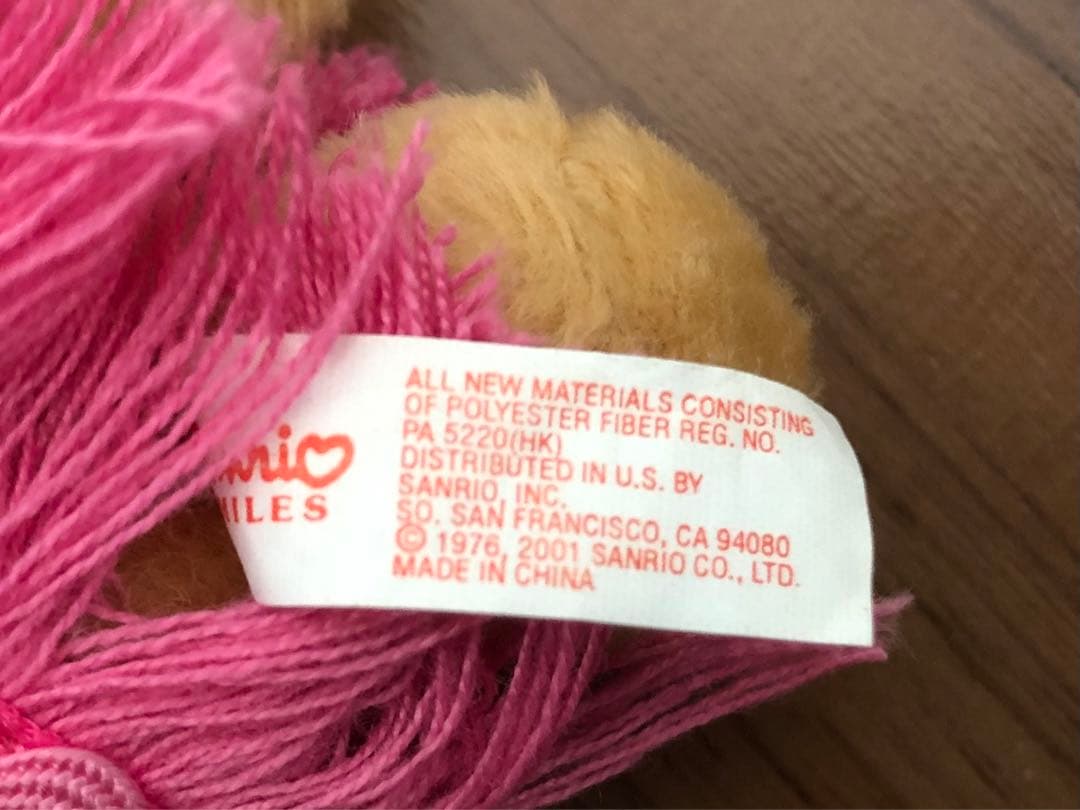 ALL NEW MATERIALS CONSISTING
OF POLYESTER FIBER REG. NO.
PA 5220(HK)
DISTRIBUTED IN U.S. BY
SANRIO, INC.
SO. SAN FRANCISCO, CA 94080
© 1976, 2001 SANRIO CO., LTD.
MADE IN CHINA